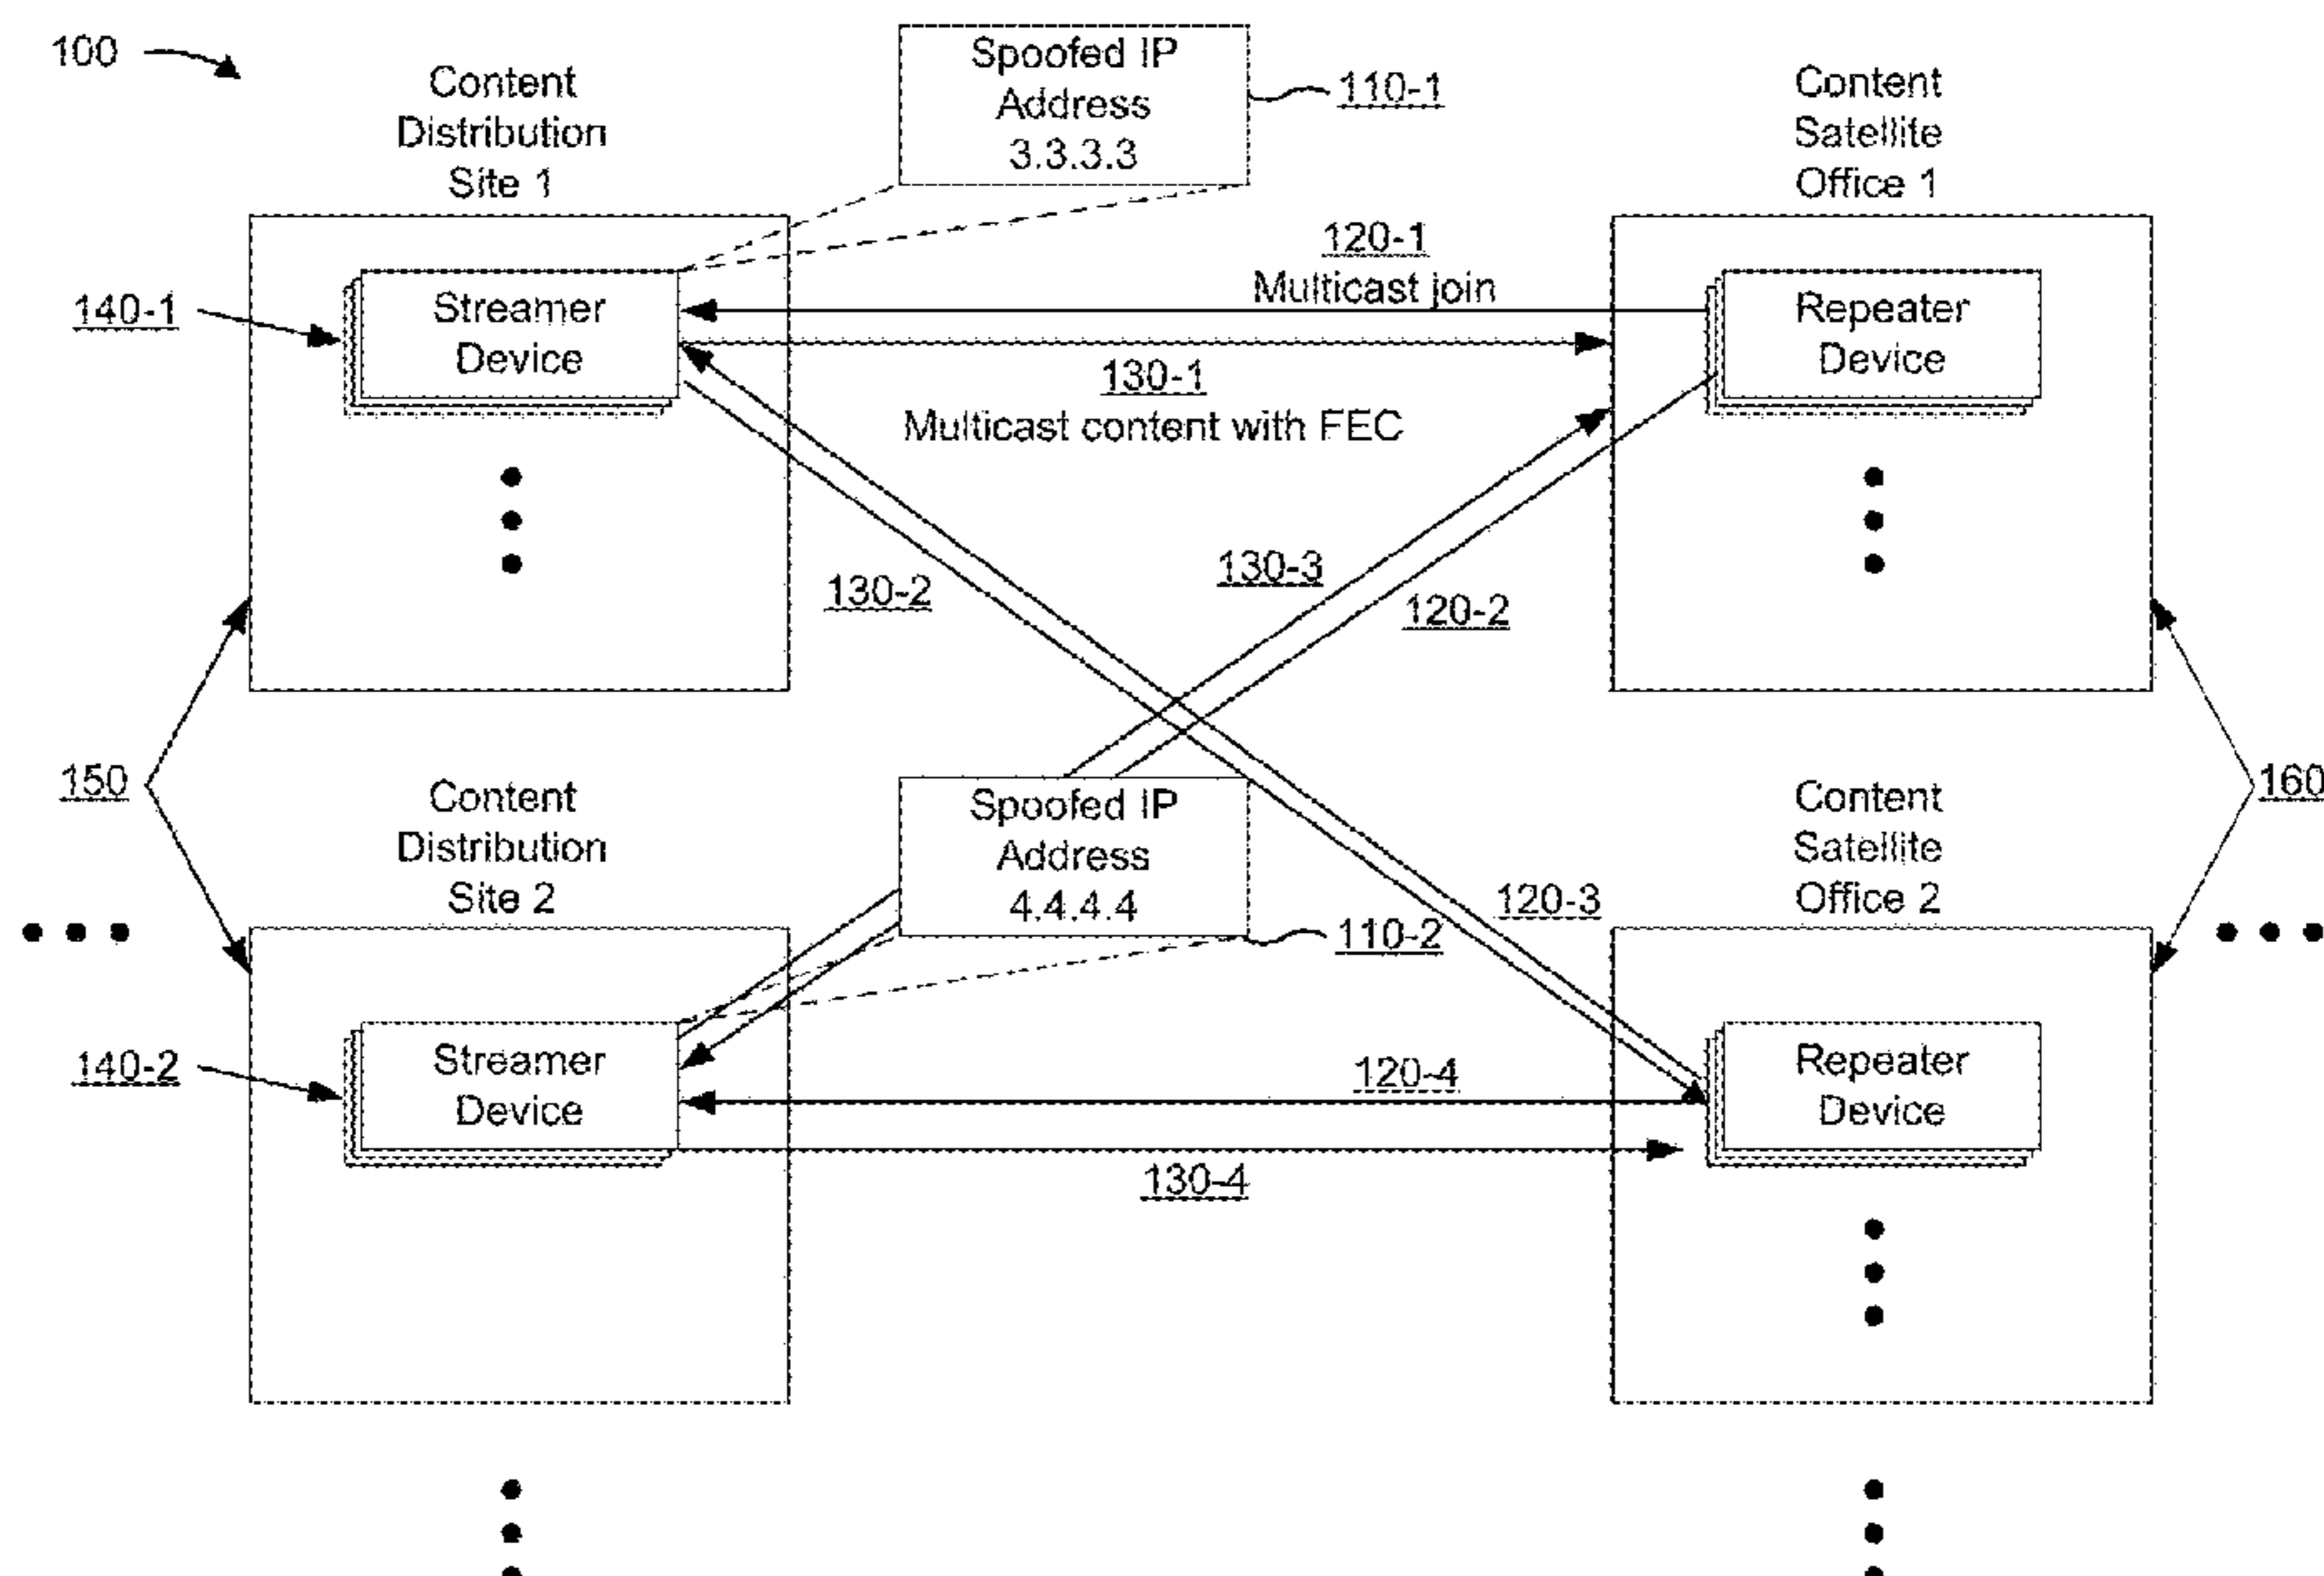 100
Content
Distribution
Site 1
Spoofed IP
Address
3.3.3.3
110-1
Content
Satellite
Office 1
120-1
Multicast join
140-1
Streamer
Device
Repeater
Device
130-1
Multicast content with FEC
130-2
130-3
120-2
150
160
Content
Distribution
Site 2
Spoofed IP
Address
4.4.4.4
110-2
Content
Satellite
Office 2
120-3
140-2
Streamer
Device
120-4
Repeater
Device
130-4